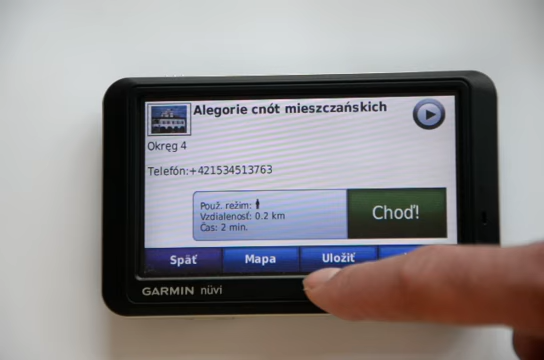 Alegorie cnót mieszczańskich
Okręg 4
Telefón:+421534513763
Použ. režim:
Vzdialenosť: 0.2 km
Čas: 2 min.
Choď!
Späť
Mapa
Uložiť
GARMIN nüvi